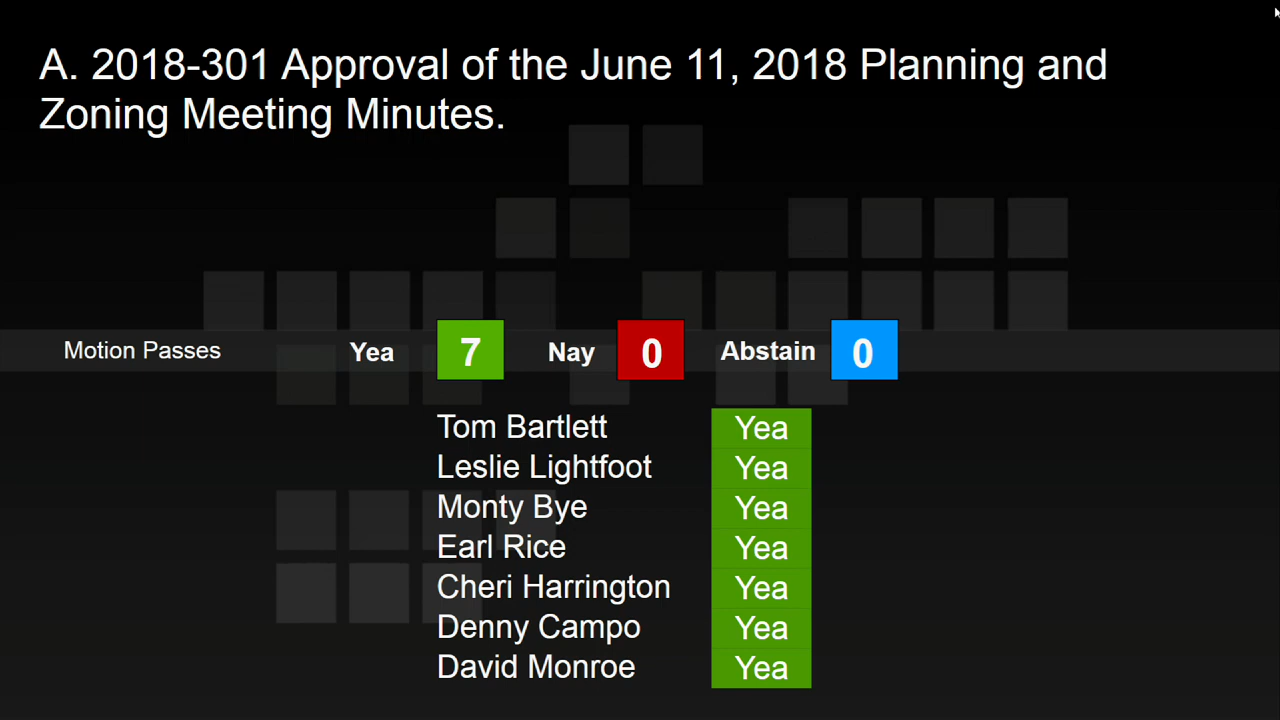 A. 2018-301 Approval of the June 11, 2018 Planning and
Zoning Meeting Minutes.
Motion Passes Yea 7 Nay 0 Abstain 0
Tom Bartlett Yea
Leslie Lightfoot Yea
Monty Bye Yea
Earl Rice Yea
Cheri Harrington Yea
Denny Campo Yea
David Monroe Yea